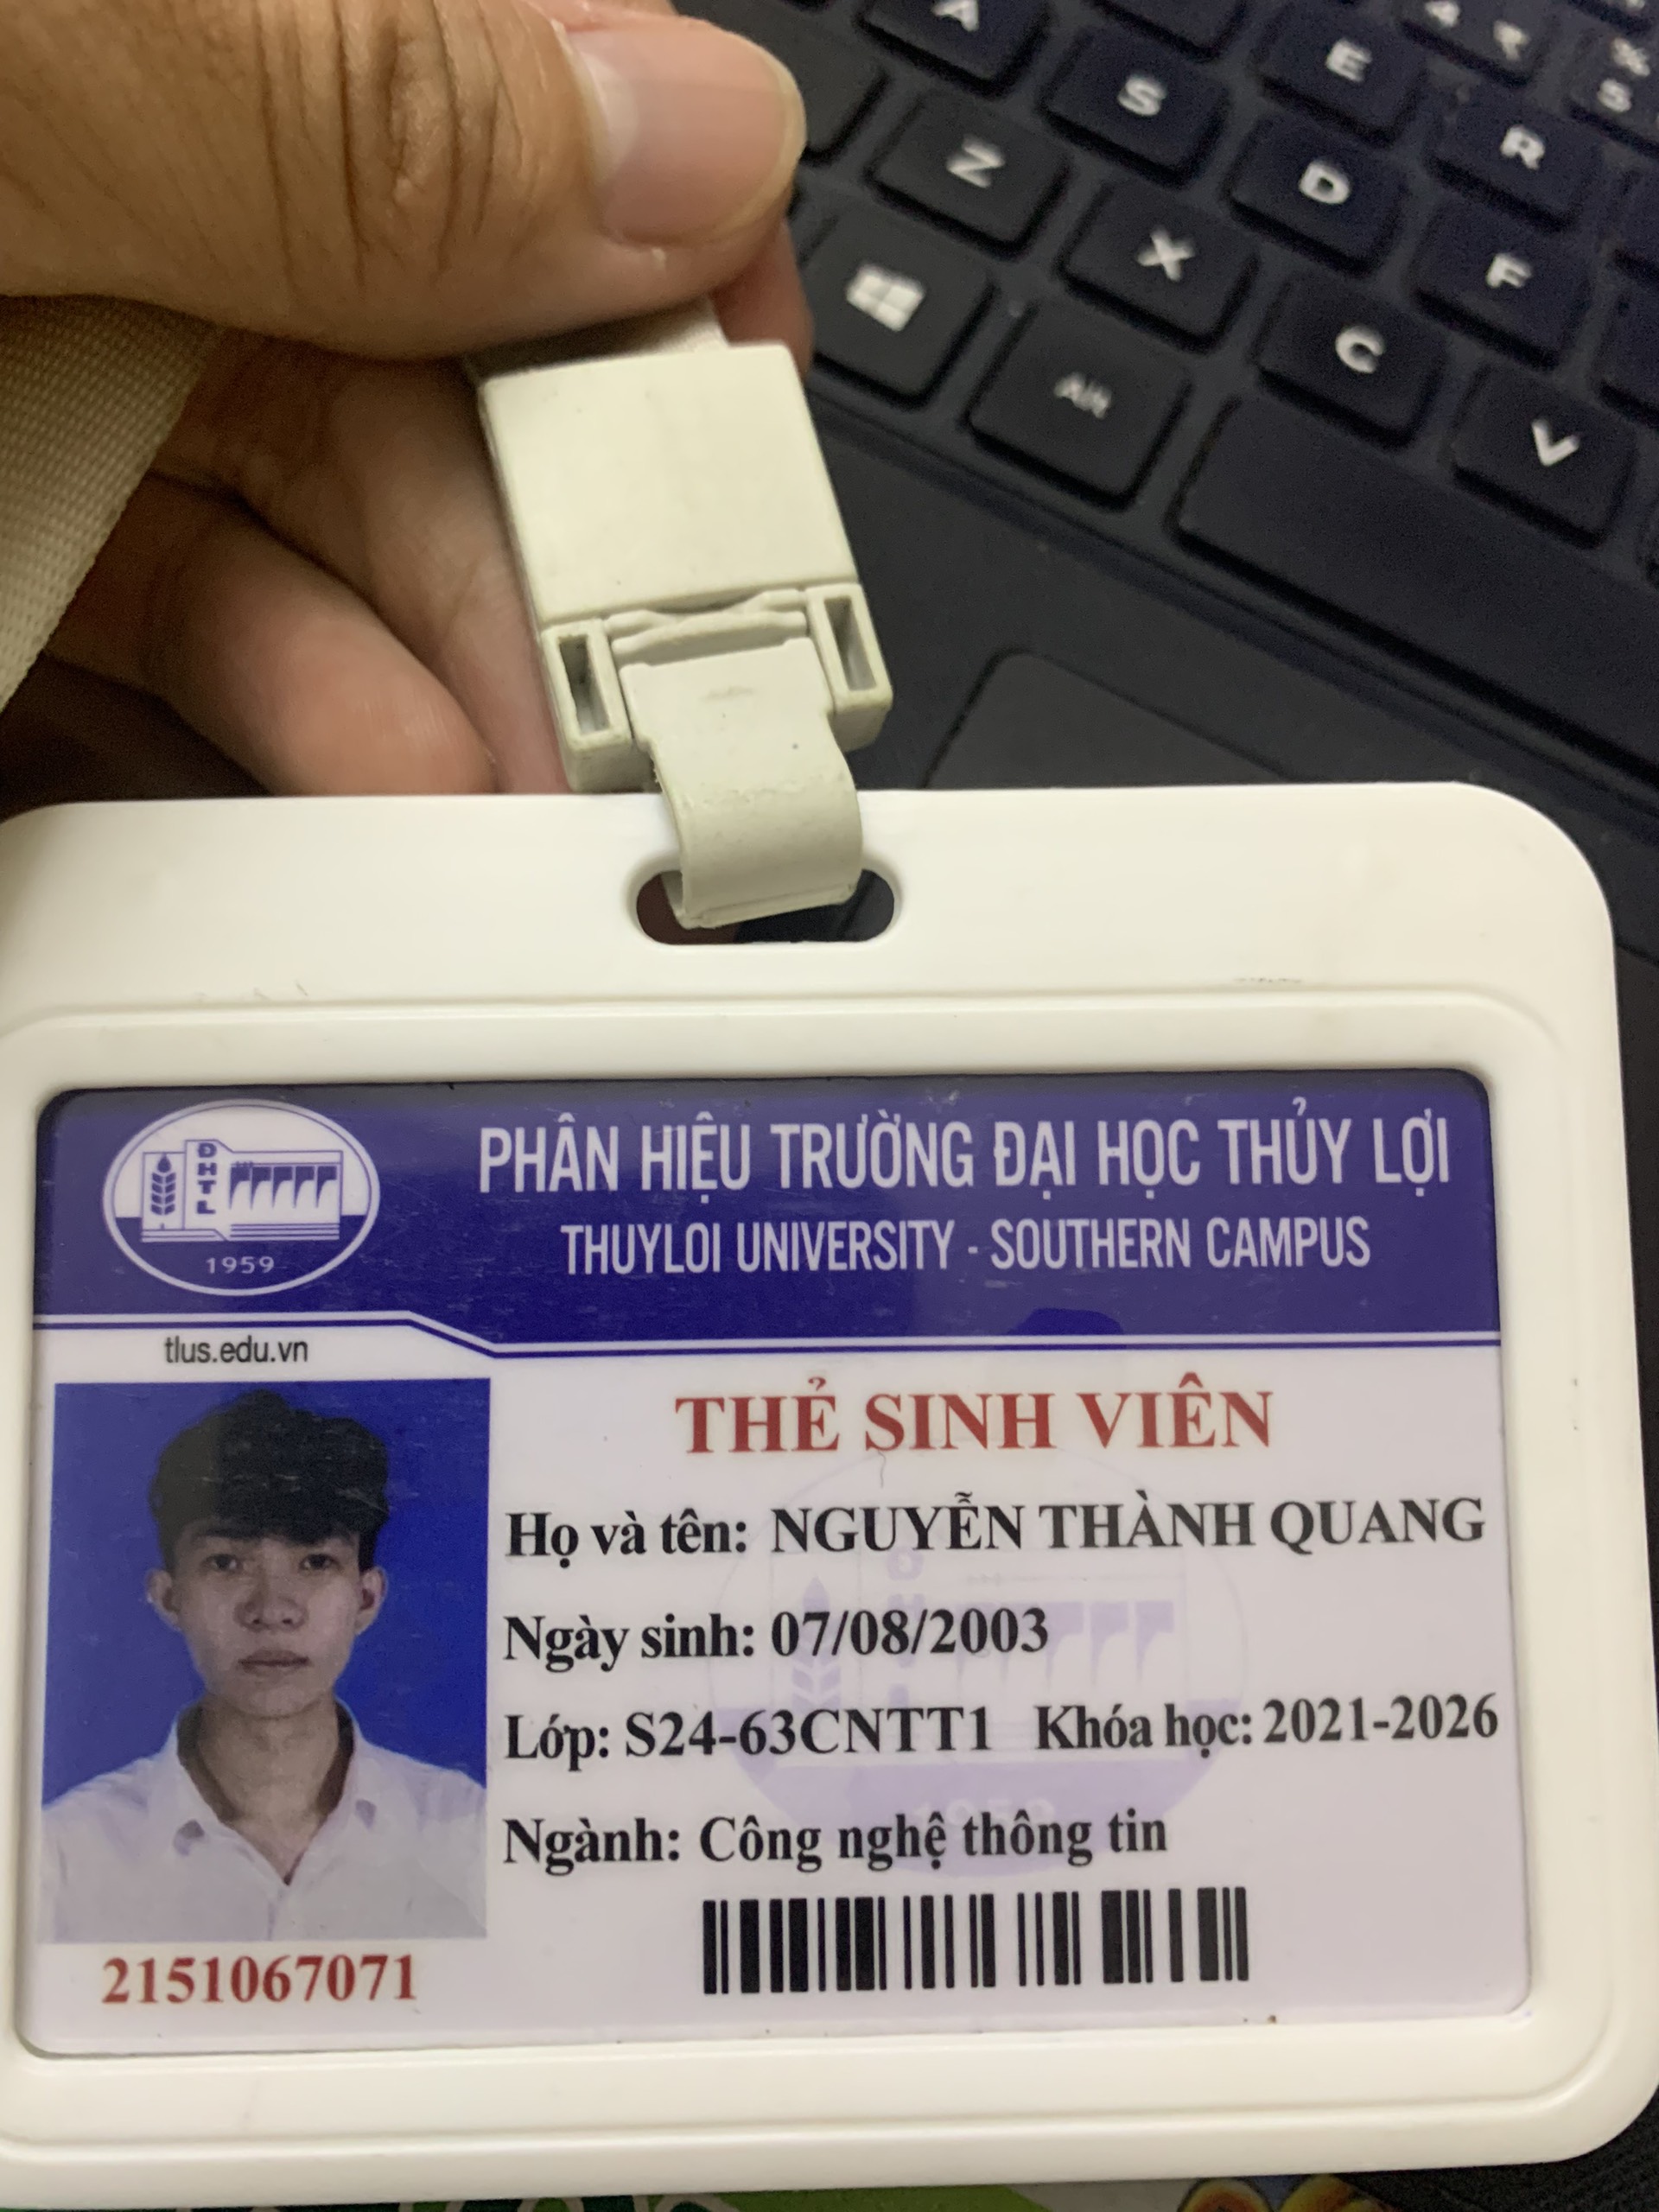 A
S
E
4 ₹
%
5
Z
D
R
X
F
Alt
C
V
ĐHTL
1959
PHÂN HIỆU TRƯỜNG ĐẠI HỌC THỦY LỢI
THUYLOI UNIVERSITY - SOUTHERN CAMPUS
tlus.edu.vn
THẺ SINH VIÊN
Họ và tên: NGUYỄN THÀNH QUANG
Ngày sinh: 07/08/2003
Lớp: S24-63CNTT1 Khóa học: 2021-2026
Ngành: Công nghệ thông tin
2151067071